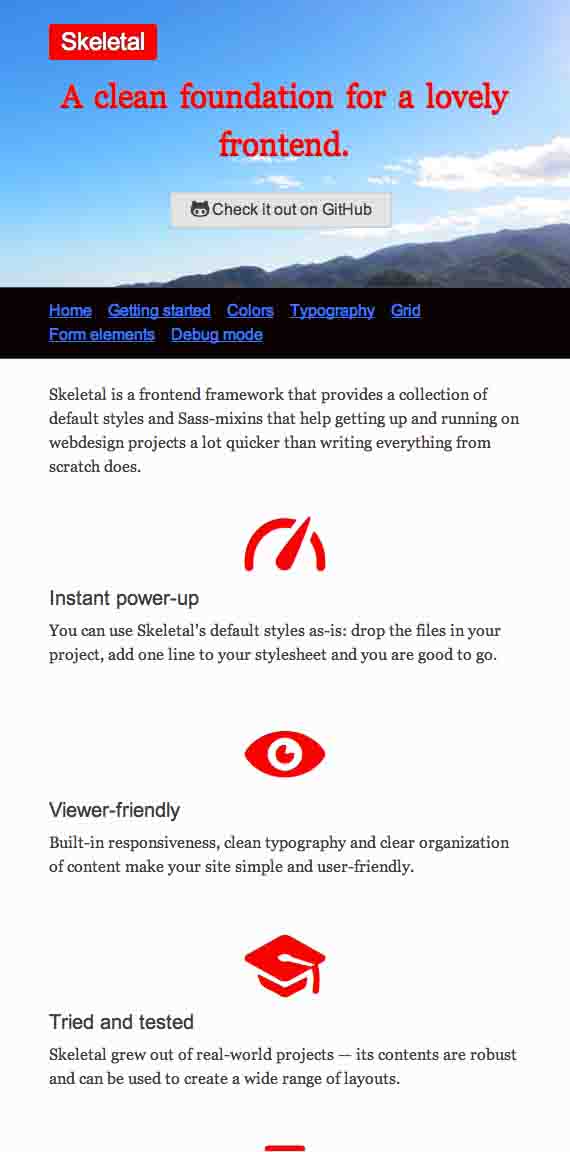 Skeletal
A clean foundation for a lovely
frontend.
Check it out on GitHub
Home Getting started Colors Typography Grid
Form elements Debug mode
Skeletal is a frontend framework that provides a collection of
default styles and Sass-mixins that help getting up and running on
webdesign projects a lot quicker than writing everything from
scratch does.
Instant power-up
You can use Skeletal's default styles as-is: drop the files in your
project, add one line to your stylesheet and you are good to go.
Viewer-friendly
Built-in responsiveness, clean typography and clear organization
of content make your site simple and user-friendly.
Tried and tested
Skeletal grew out of real-world projects — its contents are robust
and can be used to create a wide range of layouts.